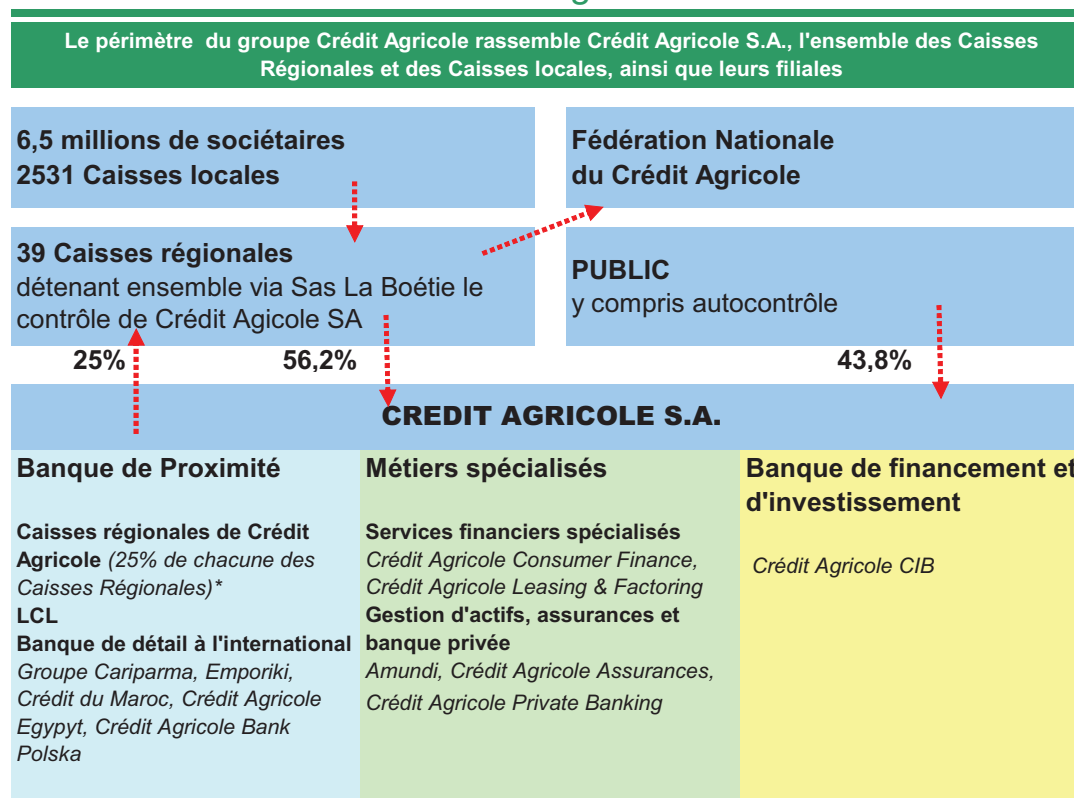 Le périmètre du groupe Crédit Agricole rassemble Crédit Agricole S.A., l'ensemble des Caisses
Régionales et des Caisses locales, ainsi que leurs filiales
6,5 millions de sociétaires
2531 Caisses locales
Fédération Nationale
du Crédit Agricole
39 Caisses régionales
détenant ensemble via Sas La Boétie le
contrôle de Crédit Agicole SA
PUBLIC
y compris autocontrôle
25%
56,2%
43,8%
CREDIT AGRICOLE S.A.
Banque de Proximité
Caisses régionales de Crédit
Agricole (25% de chacune des
Caisses Régionales)*
LCL
Banque de détail à l'international
Groupe Cariparma, Emporiki,
Crédit du Maroc, Crédit Agricole
Egypyt, Crédit Agricole Bank
Polska
Métiers spécialisés
Services financiers spécialisés
Crédit Agricole Consumer Finance,
Crédit Agricole Leasing & Factoring
Gestion d'actifs, assurances et
banque privée
Amundi, Crédit Agricole Assurances,
Crédit Agricole Private Banking
Banque de financement et
d'investissement
Crédit Agricole CIB